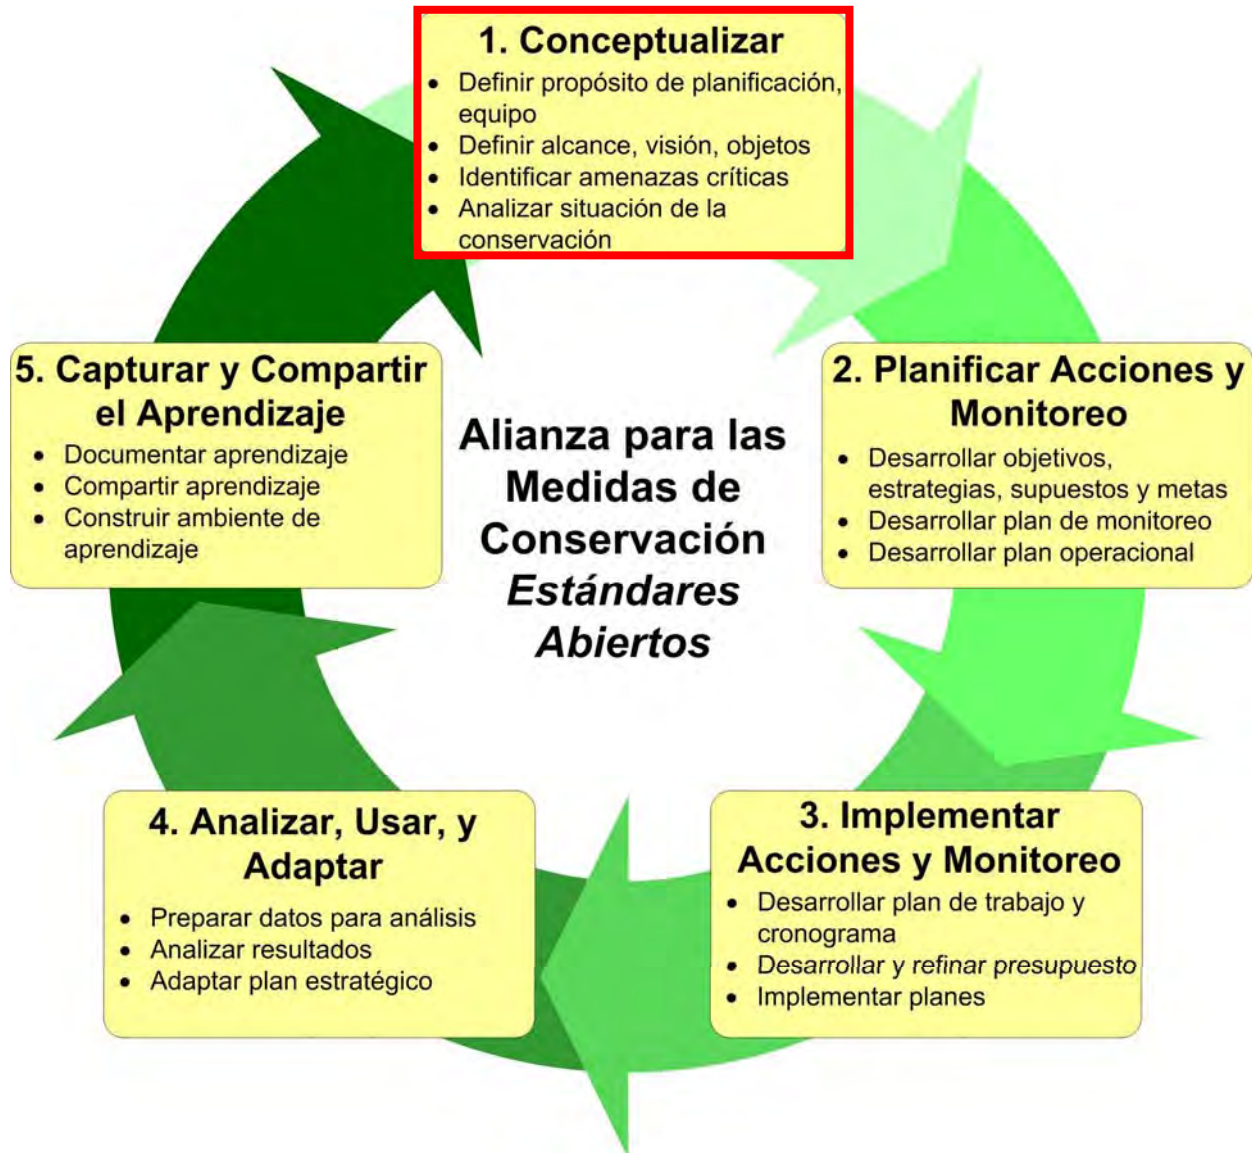 1. Conceptualizar
• Definir propósito de planificación,
equipo
• Definir alcance, visión, objetos
• Identificar amenazas críticas
• Analizar situación de la
conservación
2. Planificar Acciones y
Monitoreo
• Desarrollar objetivos,
estrategias, supuestos y metas
• Desarrollar plan de monitoreo
• Desarrollar plan operacional
3. Implementar
Acciones y Monitoreo
• Desarrollar plan de trabajo y
cronograma
• Desarrollar y refinar presupuesto
• Implementar planes
4. Analizar, Usar, y
Adaptar
• Preparar datos para análisis
• Analizar resultados
• Adaptar plan estratégico
5. Capturar y Compartir
el Aprendizaje
• Documentar aprendizaje
• Compartir aprendizaje
• Construir ambiente de
aprendizaje
Alianza para las
Medidas de
Conservación
Estándares
Abiertos